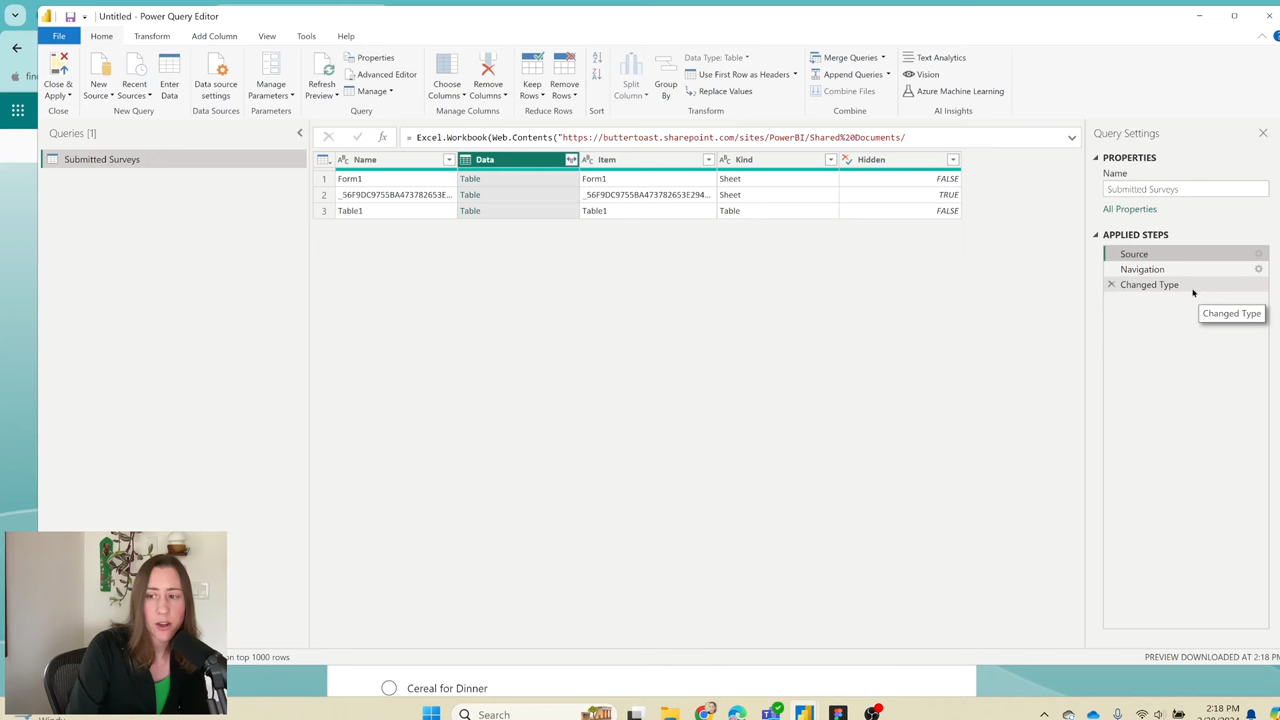 Untitled - Power Query Editor
File Home Transform Add Column View Tools Help
Close & Apply
New Source
Recent Sources
Enter Data
Data source settings
Manage Parameters
Refresh Preview
Properties
Advanced Editor
Manage
Choose Columns
Remove Columns
Keep Rows
Remove Rows
Split Column
Group By
Data Type: Table
Use First Row as Headers
Replace Values
Merge Queries
Append Queries
Combine Files
Text Analytics
Vision
Azure Machine Learning
Close New Query Data Sources Parameters Query Manage Columns Reduce Rows Sort Transform Combine AI Insights
Queries [1]
Submitted Surveys
= Excel.Workbook(Web.Contents("https://buttertoast.sharepoint.com/sites/PowerBI/Shared%20Documents/
Name Data Item Kind Hidden
1 Form1 Table Form1 Sheet FALSE
2 _56F9DC9755BA473782653E... Table _56F9DC9755BA473782653E294... Sheet TRUE
3 Table1 Table Table1 Table FALSE
Query Settings
PROPERTIES
Name
Submitted Surveys
All Properties
APPLIED STEPS
Source
Navigation
Changed Type
Changed Type
on top 1000 rows
PREVIEW DOWNLOADED AT 2:18 PM
Cereal for Dinner
Search
2:18 PM